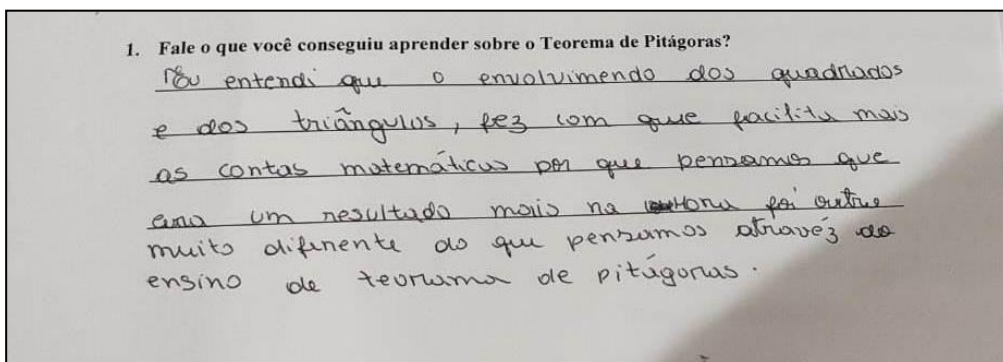 1. Fale o que você conseguiu aprender sobre o Teorema de Pitágoras?
Eu entendi que o envolvimendo dos quadrados
e dos triângulos, fez com que facilita mais
as contas matemáticas por que pensamos que
era um resultado mais na hora foi outro
muito diferente do que pensamos atravéz do
ensino de teorama de pitágoras.